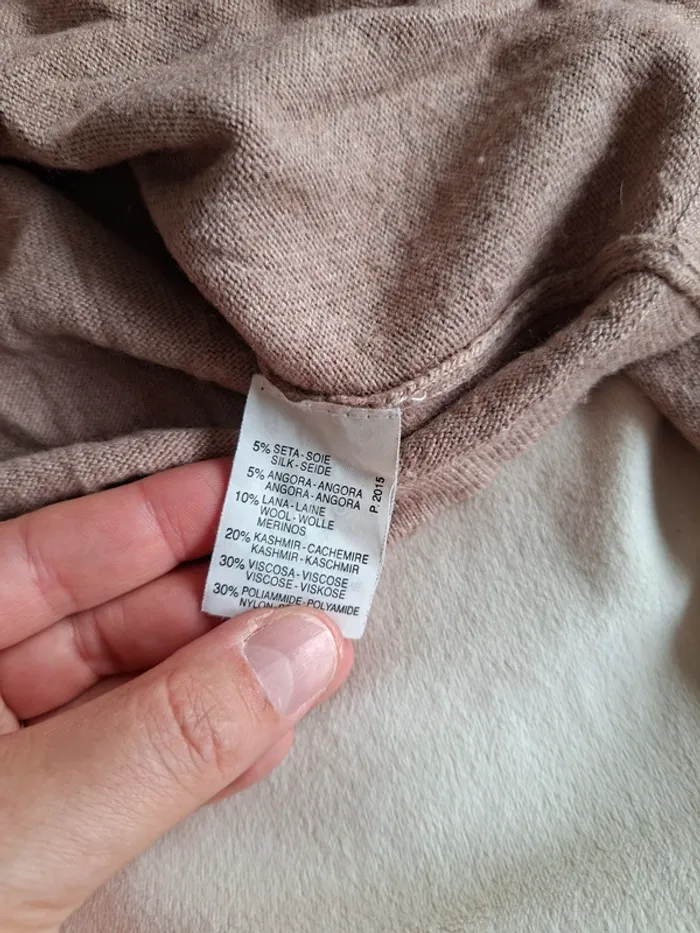 5% SETA-SOIE
SILK-SEIDE
5% ANGORA-ANGORA
ANGORA-ANGORA
10% LANA-LAINE
WOOL-WOLLE
MERINOS
20% KASHMIR-CACHEMIRE
KASHMIR-KASCHMIR
30% VISCOSA-VISCOSE
VISCOSE-VISKOSE
30% POLIAMMIDE-POLYAMIDE
NYLON-
P.2015